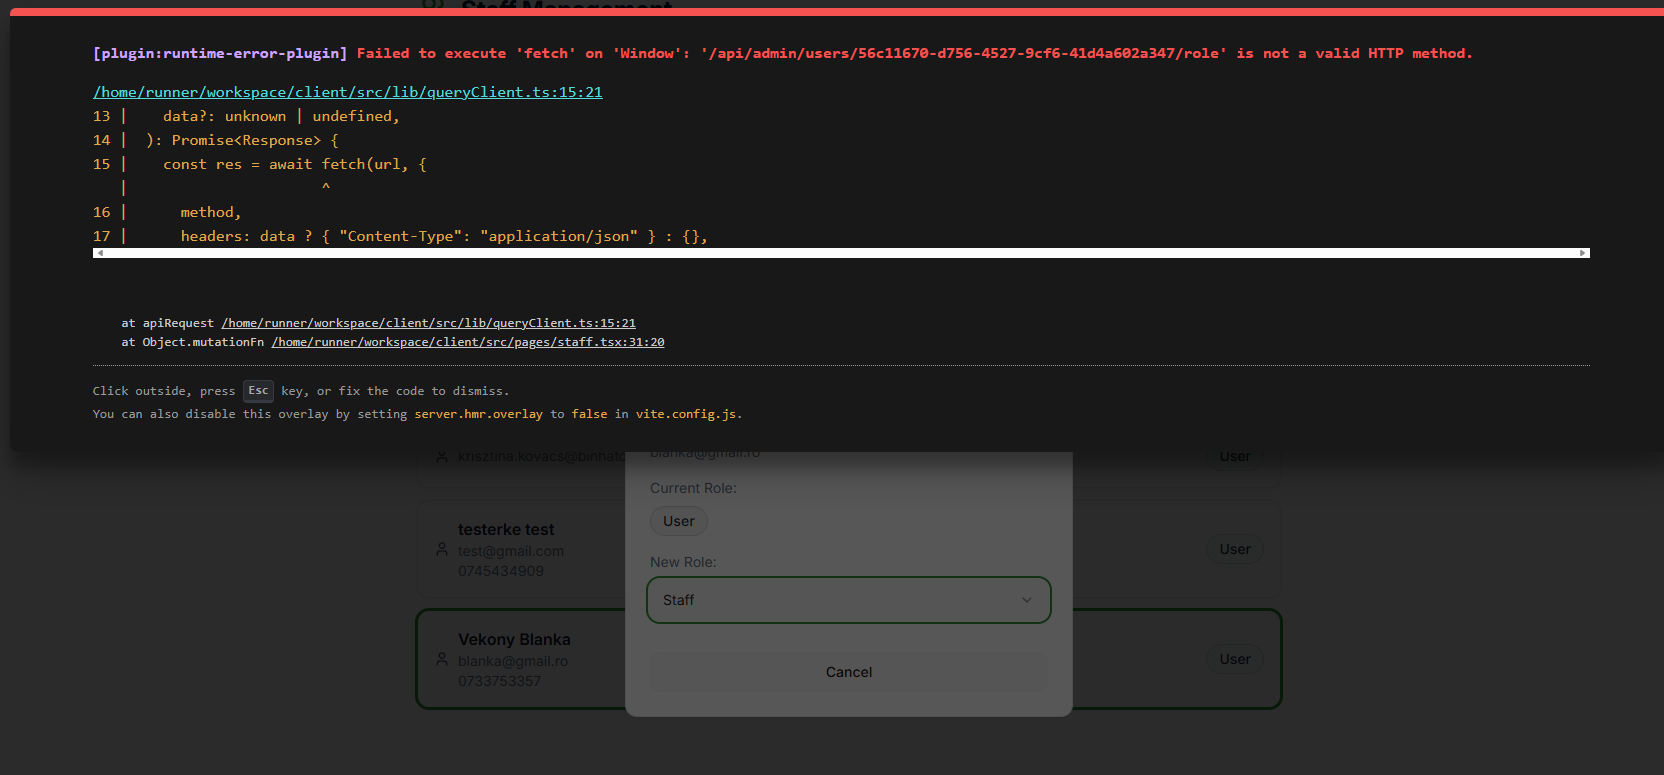 Staff Management
[plugin:runtime-error-plugin] Failed to execute 'fetch' on 'Window': '/api/admin/users/56c11670-d756-4527-9cf6-41d4a602a347/role' is not a valid HTTP method.
/home/runner/workspace/client/src/lib/queryClient.ts:15:21
13 |    data?: unknown | undefined,
14 |  ): Promise<Response> {
15 |    const res = await fetch(url, {
   |                      ^
16 |      method,
17 |      headers: data ? { "Content-Type": "application/json" } : {},
at apiRequest /home/runner/workspace/client/src/lib/queryClient.ts:15:21
at Object.mutationFn /home/runner/workspace/client/src/pages/staff.tsx:31:20
Click outside, press Esc key, or fix the code to dismiss.
You can also disable this overlay by setting server.hmr.overlay to false in vite.config.js.
krisztina.kovacs@binhat
User
blanka@gmail.ro
Current Role:
User
New Role:
Staff
Cancel
testerke test
test@gmail.com
0745434909
User
Vekony Blanka
blanka@gmail.ro
0733753357
User